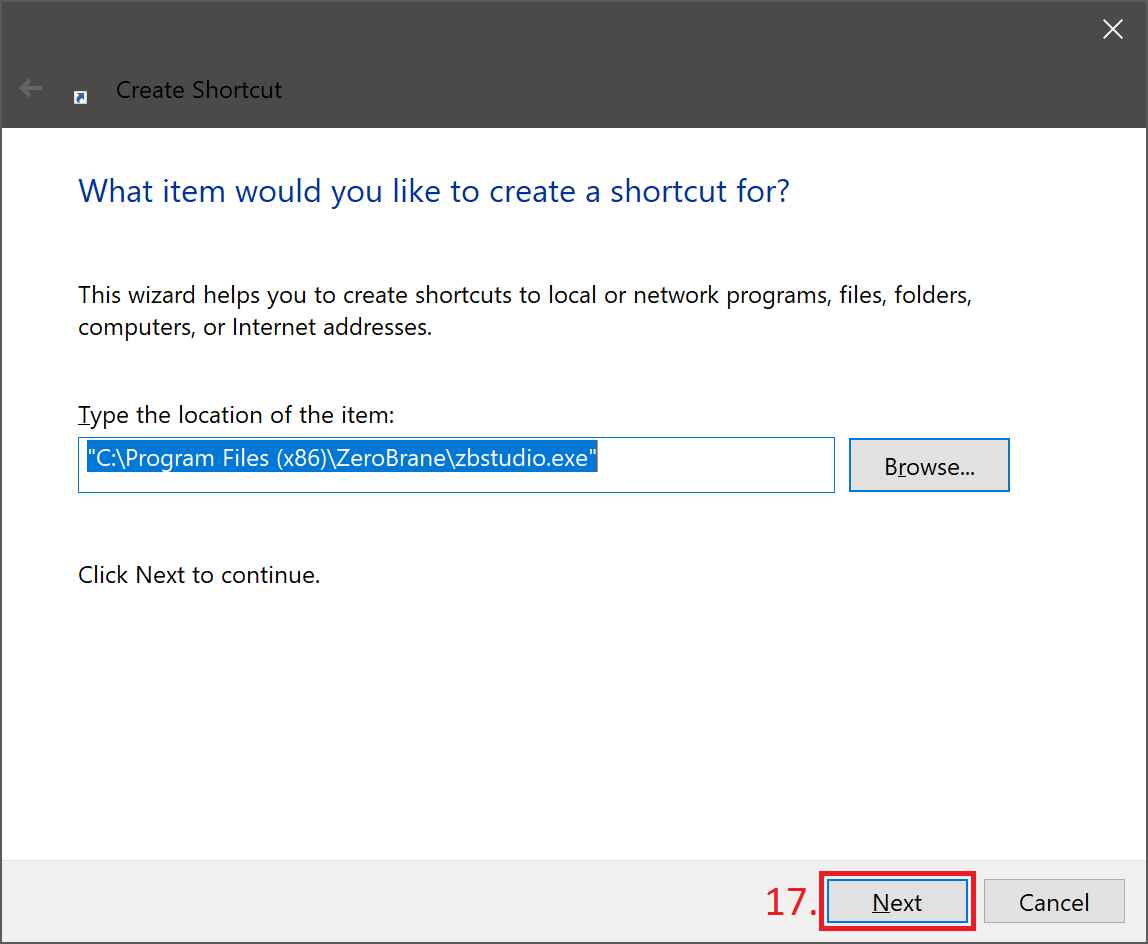 Create Shortcut
What item would you like to create a shortcut for?
This wizard helps you to create shortcuts to local or network programs, files, folders,
computers, or Internet addresses.
Type the location of the item:
"C:\Program Files (x86)\ZeroBrane\zbstudio.exe"
Browse...
Click Next to continue.
17.
Next
Cancel